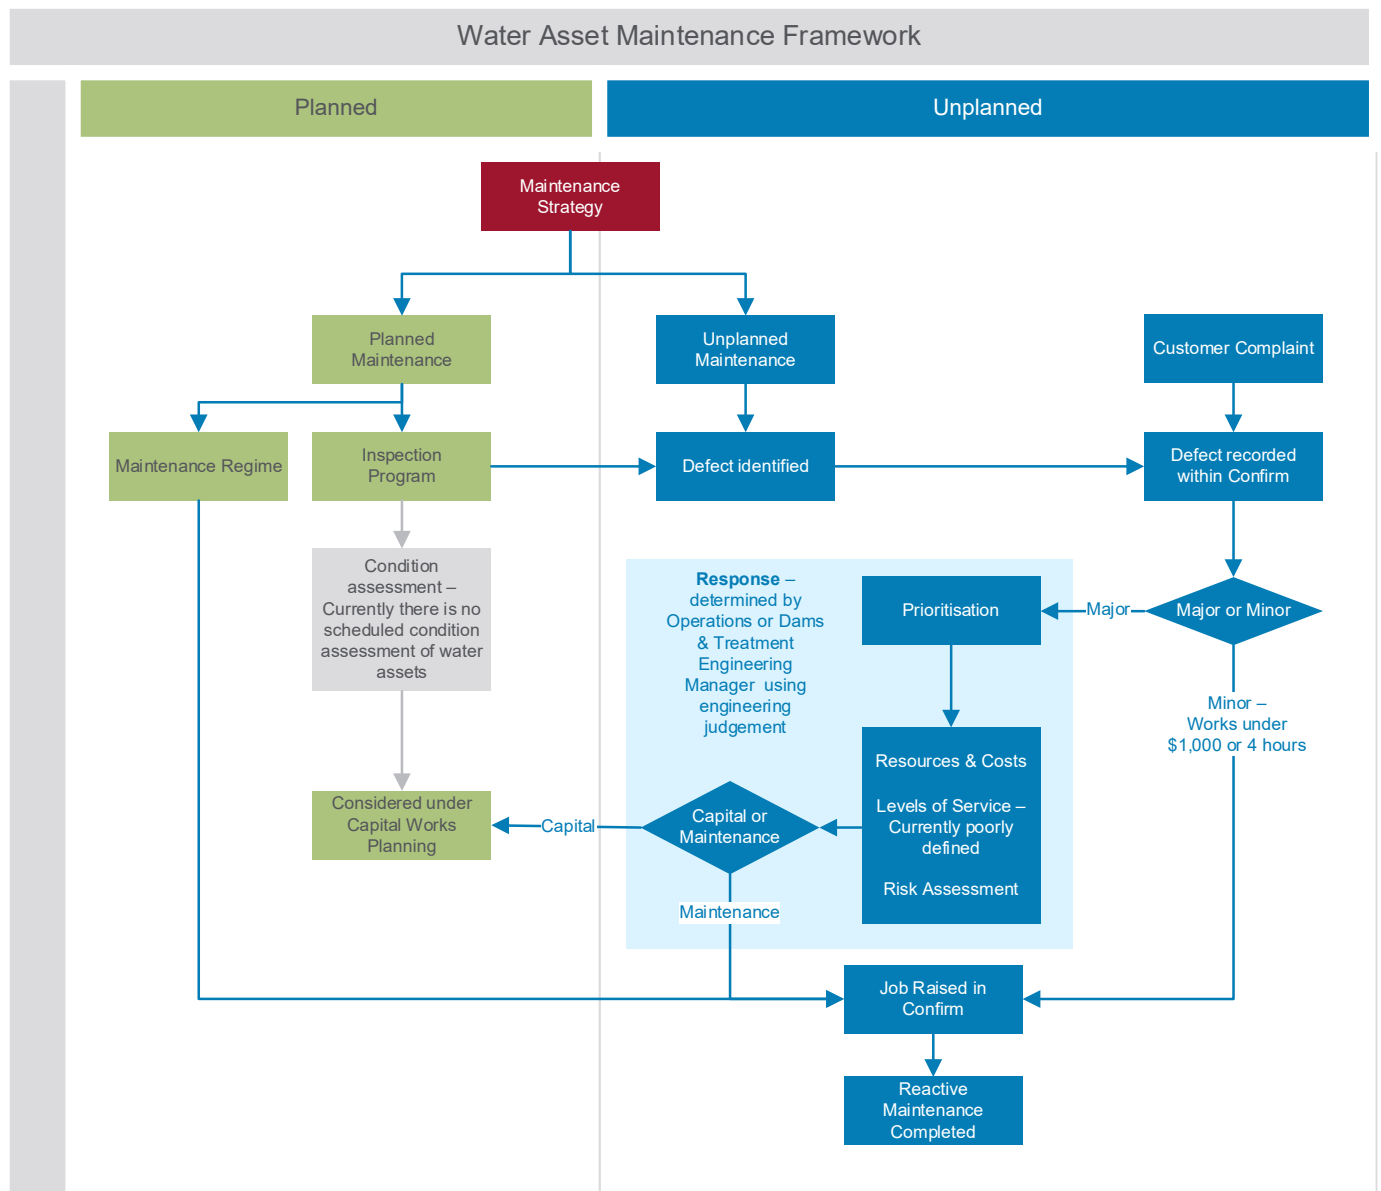 Water Asset Maintenance Framework
Planned
Unplanned
Maintenance
Strategy
Planned
Maintenance
Unplanned
Maintenance
Customer Complaint
Maintenance Regime
Inspection
Program
Defect identified
Defect recorded
within Confirm
Condition
assessment –
Currently there is no
scheduled condition
assessment of water
assets
Response –
determined by
Operations or Dams
& Treatment
Engineering
Manager  using
engineering
judgement
Prioritisation
Major
Major or Minor
Minor –
Works under
$1,000 or 4 hours
Resources & Costs
Levels of Service –
Currently poorly
defined
Risk Assessment
Considered under
Capital Works
Planning
Capital
Capital or
Maintenance
Maintenance
Job Raised in
Confirm
Reactive
Maintenance
Completed